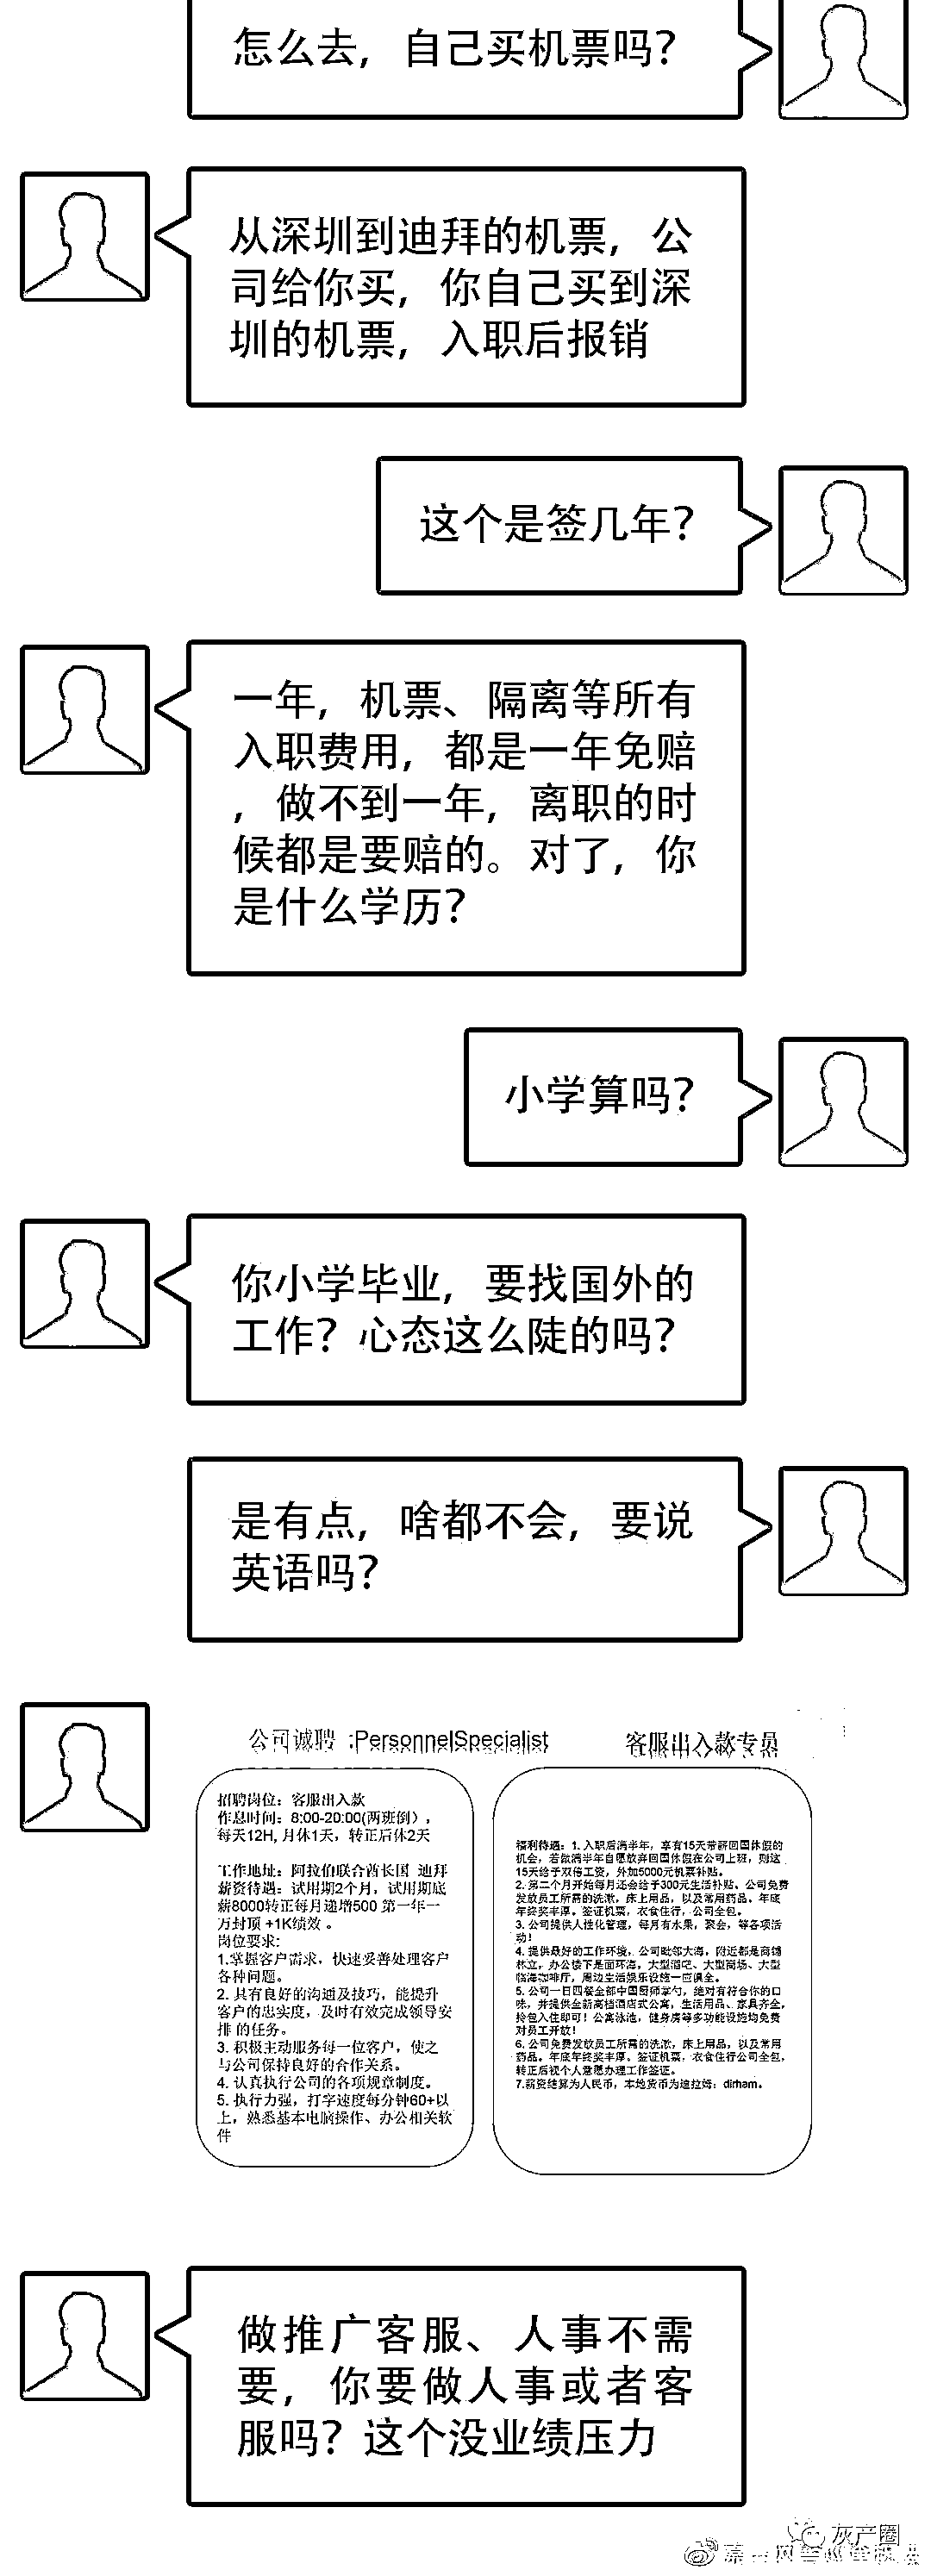 怎么去，自己买机票吗？
从深圳到迪拜的机票，公
司给你买，你自己买到深
圳的机票，入职后报销
这个是签几年？
一年，机票、隔离等所有
入职费用，都是一年免赔
，做不到一年，离职的时
候都是要赔的。对了，你
是什么学历？
小学算吗？
你小学毕业，要找国外的
工作？心态这么陡的吗？
是有点，啥都不会，要说
英语吗？
公司诚聘 :PersonnelSpecialist
客服出入款专员
招聘岗位：客服出入款
作息时间：8:00-20:00(两班倒），
每天12H, 月休1天，转正后休2天
工作地址：阿拉伯联合酋长国 迪拜
薪资待遇：试用期2个月，试用期底
薪8000转正每月递增500 第一年一
万封顶 +1K绩效 。
岗位要求:
1.掌握客户需求，快速妥善处理客户
各种问题。
2. 具有良好的沟通及技巧，能提升
客户的忠实度，及时有效完成领导安
排 的任务。
3. 积极主动服务每一位客户，使之
与公司保持良好的合作关系。
4. 认真执行公司的各项规章制度。
5. 执行力强，打字速度每分钟60+以
上，熟悉基本电脑操作、办公相关软
件
福利待遇：1. 入职后满半年，享有15天带薪回国休假的
机会，若做满半年自愿放弃回国休假在公司上班，则这
15天给予双倍工资，外加5000元机票补贴。
2. 第二个月开始每月还会给予300元生活补贴、公司免费
发放员工所需的洗漱，床上用品，以及常用药品。年底
年终奖丰厚。签证机票，衣食住行，公司全包。
3. 公司提供人性化管理，每月有水果，聚会，等各项活
动！
4. 提供最好的工作环境，公司毗邻大海，附近都是商铺
林立，办公楼下是面环海，大型酒吧、大型商场、大型
临海咖啡厅，周边生活娱乐设施一应俱全。
5. 公司一日四餐全部中国厨师掌勺，绝对有符合你的口
味，并提供全新高档酒店式公寓，生活用品、家具齐全，
拎包入住即可！公寓泳池，健身房等多功能设施均免费
对员工开放！
6. 公司免费发放员工所需的洗漱，床上用品，以及常用
药品。年底年终奖丰厚。签证机票，衣食住行公司全包，
转正后视个人意愿办理工作签证。
7.薪资结算为人民币，本地货币为迪拉姆：dirham。
做推广客服、人事不需
要，你要做人事或者客
服吗？这个没业绩压力
灰产圈